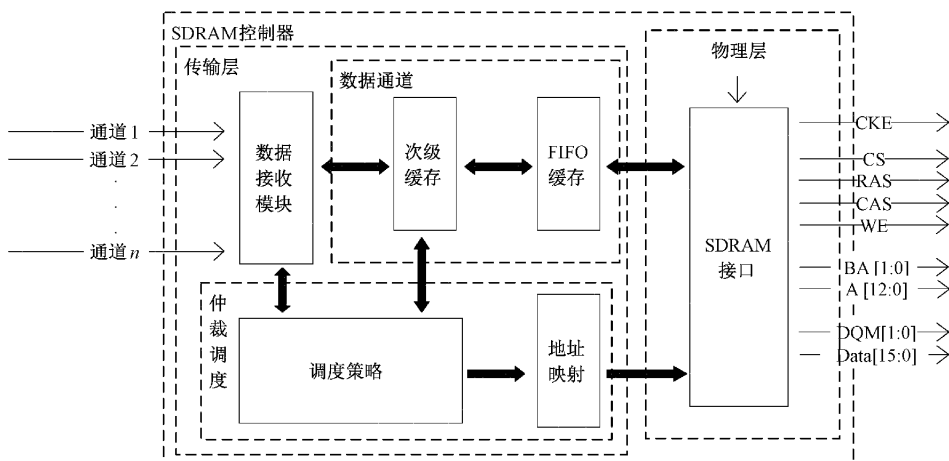 SDRAM控制器
传输层
数据通道
物理层
通道1
通道2
通道n
数据
接收
模块
次级
缓存
FIFO
缓存
SDRAM
接口
CKE
CS
RAS
CAS
WE
BA[1:0]
A[12:0]
DQM[1:0]
Data[15:0]
仲
裁
调
度
调度策略
地址
映射